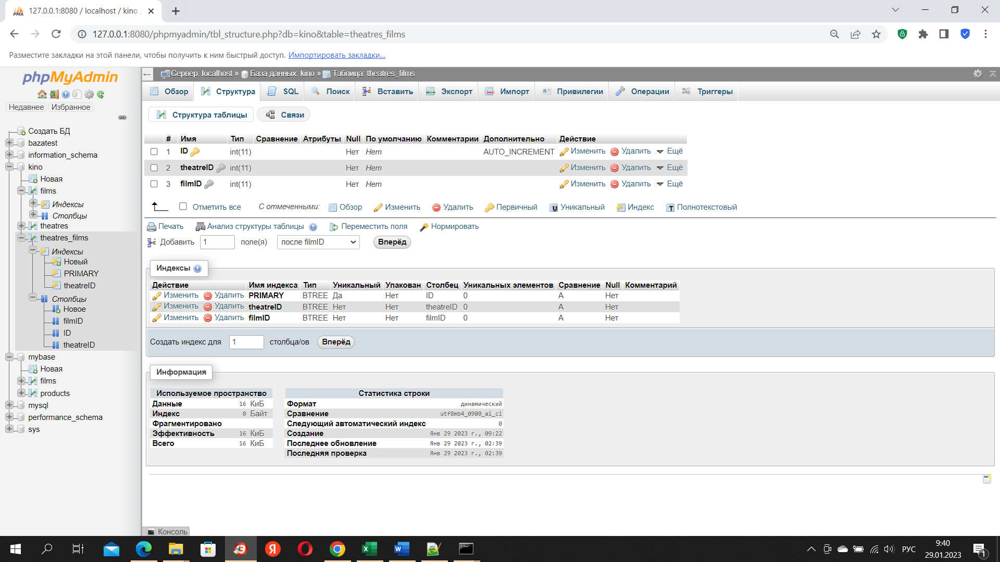 127.0.0.1:8080 / localhost / kino /
127.0.0.1:8080/phpmyadmin/tbl_structure.php?db=kino&table=theatres_films
Разместите закладки на этой панели, чтобы получить к ним быстрый доступ. Импортировать закладки...
phpMyAdmin
Недавнее Избранное
Создать БД
bazatest
information_schema
kino
Новая
films
Индексы
Столбцы
theatres
theatres_films
Индексы
Новый
PRIMARY
theatreID
Столбцы
Новое
filmID
ID
theatreID
mybase
Новая
films
products
mysql
performance_schema
sys
← Сервер: localhost » База данных: kino » Таблица: theatres_films
Обзор Структура SQL Поиск Вставить Экспорт Импорт Привилегии Операции Триггеры
Структура таблицы Связи
# Имя Тип Сравнение Атрибуты Null По умолчанию Комментарии Дополнительно Действие
1 ID int(11) Нет Нет AUTO_INCREMENT Изменить Удалить Ещё
2 theatreID int(11) Нет Нет Изменить Удалить Ещё
3 filmID int(11) Нет Нет Изменить Удалить Ещё
Отметить все С отмеченными: Обзор Изменить Удалить Первичный Уникальный Индекс Полнотекстовый
Печать Анализ структуры таблицы Переместить поля Нормировать
Добавить 1 поле(я) после filmID Вперёд
Индексы
Действие Имя индекса Тип Уникальный Упакован Столбец Уникальных элементов Сравнение Null Комментарий
Изменить Удалить PRIMARY BTREE Да Нет ID 0 A Нет
Изменить Удалить theatreID BTREE Нет Нет theatreID 0 A Нет
Изменить Удалить filmID BTREE Нет Нет filmID 0 A Нет
Создать индекс для 1 столбца/ов Вперёд
Информация
Используемое пространство
Данные 16 КиБ
Индекс 0 Байт
Фрагментировано
Эффективность 16 КиБ
Всего 16 КиБ
Статистика строки
Формат динамический
Сравнение utf8mb4_0900_ai_ci
Следующий автоматический индекс 0
Создание Янв 29 2023 г., 09:22
Последнее обновление Янв 29 2023 г., 02:39
Последняя проверка Янв 29 2023 г., 02:39
Консоль
РУС
9:40
29.01.2023
1